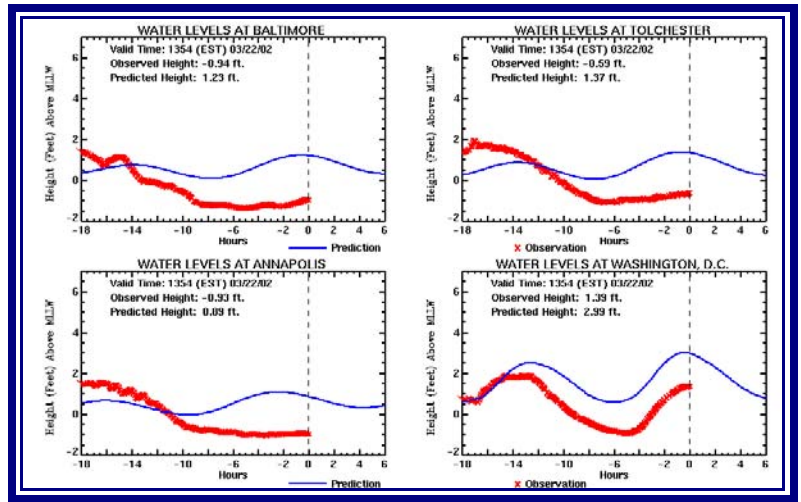 WATER LEVELS AT BALTIMORE
Valid Time: 1354 (EST) 03/22/02
Observed Height: -0.94 ft.
Predicted Height: 1.23 ft.
Height (Feet) Above MLLW
6
4
2
0
-2
-18 -14 -10 -6 -2 0 2 4 6
Hours
Prediction
WATER LEVELS AT TOLCHESTER
Valid Time: 1354 (EST) 03/22/02
Observed Height: -0.59 ft.
Predicted Height: 1.37 ft.
Height (Feet) Above MLLW
6
4
2
0
-2
-18 -14 -10 -6 -2 0 2 4 6
Hours
x Observation
WATER LEVELS AT ANNAPOLIS
Valid Time: 1354 (EST) 03/22/02
Observed Height: -0.93 ft.
Predicted Height: 0.89 ft.
Height (Feet) Above MLLW
6
4
2
0
-2
-18 -14 -10 -6 -2 0 2 4 6
Hours
Prediction
WATER LEVELS AT WASHINGTON, D.C.
Valid Time: 1354 (EST) 03/22/02
Observed Height: 1.39 ft.
Predicted Height: 2.99 ft.
Height (Feet) Above MLLW
6
4
2
0
-2
-18 -14 -10 -6 -2 0 2 4 6
Hours
x Observation